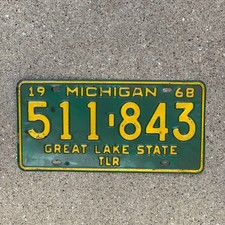 19 MICHIGAN 68
511-843
GREAT LAKE STATE
TLR